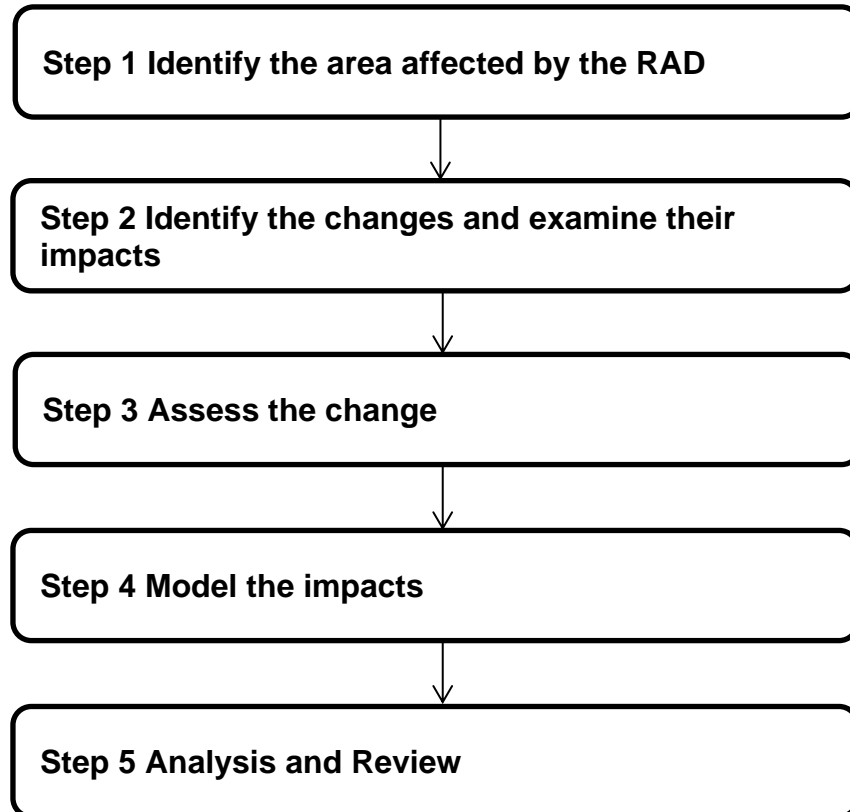 Step 1 Identify the area affected by the RAD
Step 2 Identify the changes and examine their
impacts
Step 3 Assess the change
Step 4 Model the impacts
Step 5 Analysis and Review